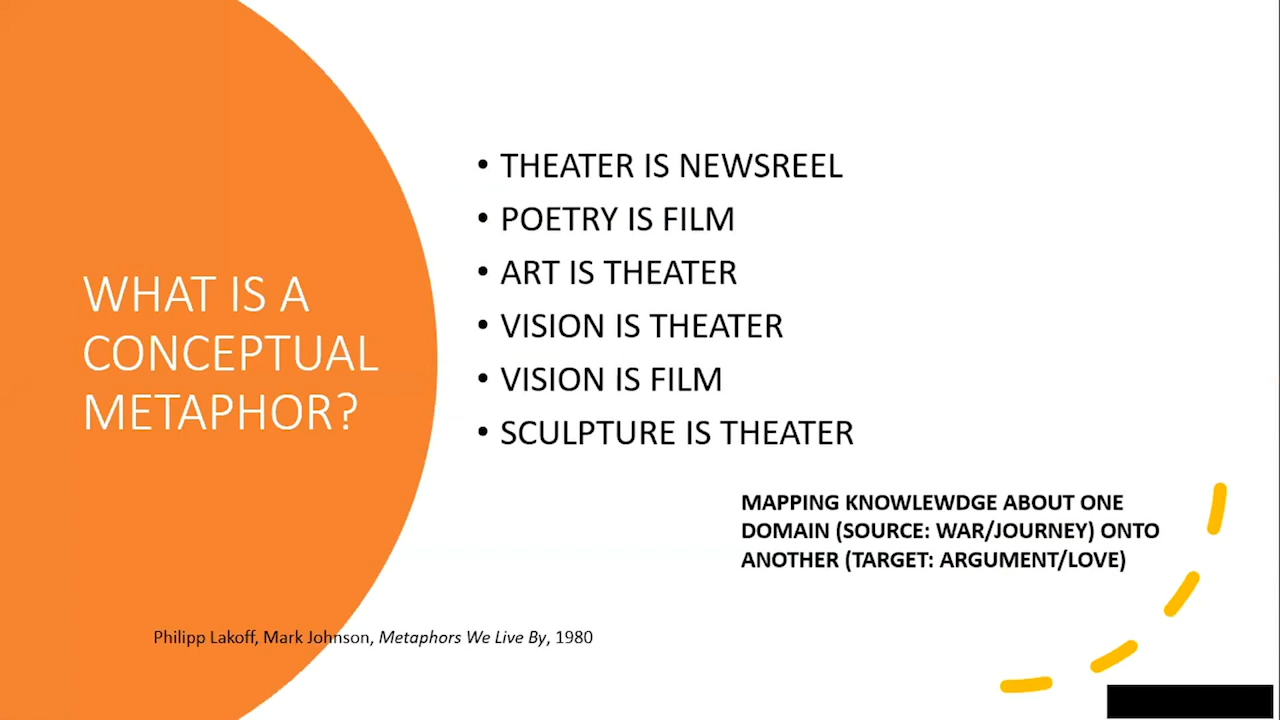 WHAT IS A
CONCEPTUAL
METAPHOR?
• THEATER IS NEWSREEL
• POETRY IS FILM
• ART IS THEATER
• VISION IS THEATER
• VISION IS FILM
• SCULPTURE IS THEATER
MAPPING KNOWLEWDGE ABOUT ONE
DOMAIN (SOURCE: WAR/JOURNEY) ONTO
ANOTHER (TARGET: ARGUMENT/LOVE)
Philipp Lakoff, Mark Johnson, Metaphors We Live By, 1980